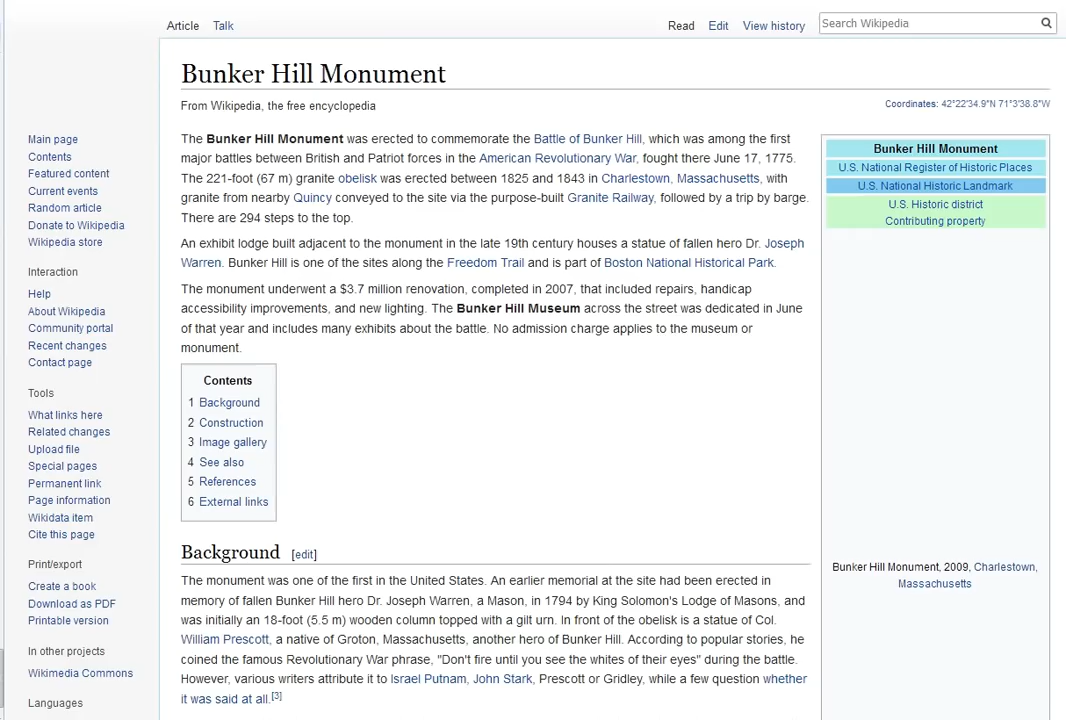 Article Talk Read Edit View history Search Wikipedia
Bunker Hill Monument
From Wikipedia, the free encyclopedia
Coordinates: 42°22′34.9″N 71°3′38.8″W
Main page
Contents
Featured content
Current events
Random article
Donate to Wikipedia
Wikipedia store
Interaction
Help
About Wikipedia
Community portal
Recent changes
Contact page
Tools
What links here
Related changes
Upload file
Special pages
Permanent link
Page information
Wikidata item
Cite this page
Print/export
Create a book
Download as PDF
Printable version
In other projects
Wikimedia Commons
Languages
The Bunker Hill Monument was erected to commemorate the Battle of Bunker Hill, which was among the first
major battles between British and Patriot forces in the American Revolutionary War, fought there June 17, 1775.
The 221-foot (67 m) granite obelisk was erected between 1825 and 1843 in Charlestown, Massachusetts, with
granite from nearby Quincy conveyed to the site via the purpose-built Granite Railway, followed by a trip by barge.
There are 294 steps to the top.
An exhibit lodge built adjacent to the monument in the late 19th century houses a statue of fallen hero Dr. Joseph
Warren. Bunker Hill is one of the sites along the Freedom Trail and is part of Boston National Historical Park.
The monument underwent a $3.7 million renovation, completed in 2007, that included repairs, handicap
accessibility improvements, and new lighting. The Bunker Hill Museum across the street was dedicated in June
of that year and includes many exhibits about the battle. No admission charge applies to the museum or
monument.
Contents
1 Background
2 Construction
3 Image gallery
4 See also
5 References
6 External links
Background [edit]
The monument was one of the first in the United States. An earlier memorial at the site had been erected in
memory of fallen Bunker Hill hero Dr. Joseph Warren, a Mason, in 1794 by King Solomon's Lodge of Masons, and
was initially an 18-foot (5.5 m) wooden column topped with a gilt urn. In front of the obelisk is a statue of Col.
William Prescott, a native of Groton, Massachusetts, another hero of Bunker Hill. According to popular stories, he
coined the famous Revolutionary War phrase, "Don't fire until you see the whites of their eyes" during the battle.
However, various writers attribute it to Israel Putnam, John Stark, Prescott or Gridley, while a few question whether
it was said at all.[3]
Bunker Hill Monument
U.S. National Register of Historic Places
U.S. National Historic Landmark
U.S. Historic district
Contributing property
Bunker Hill Monument, 2009, Charlestown,
Massachusetts